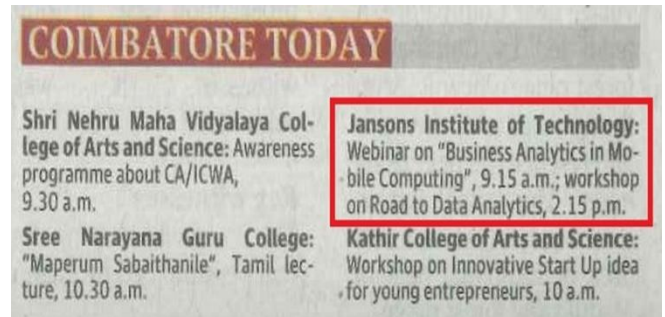 COIMBATORE TODAY
Shri Nehru Maha Vidyalaya Col-
lege of Arts and Science: Awareness
programme about CA/ICWA,
9.30 a.m.
Sree Narayana Guru College:
"Maperum Sabaithanile", Tamil lec-
ture, 10.30 a.m.
Jansons Institute of Technology:
Webinar on "Business Analytics in Mo-
bile Computing", 9.15 a.m.; workshop
on Road to Data Analytics, 2.15 p.m.
Kathir College of Arts and Science:
Workshop on Innovative Start Up idea
for young entrepreneurs, 10 a.m.